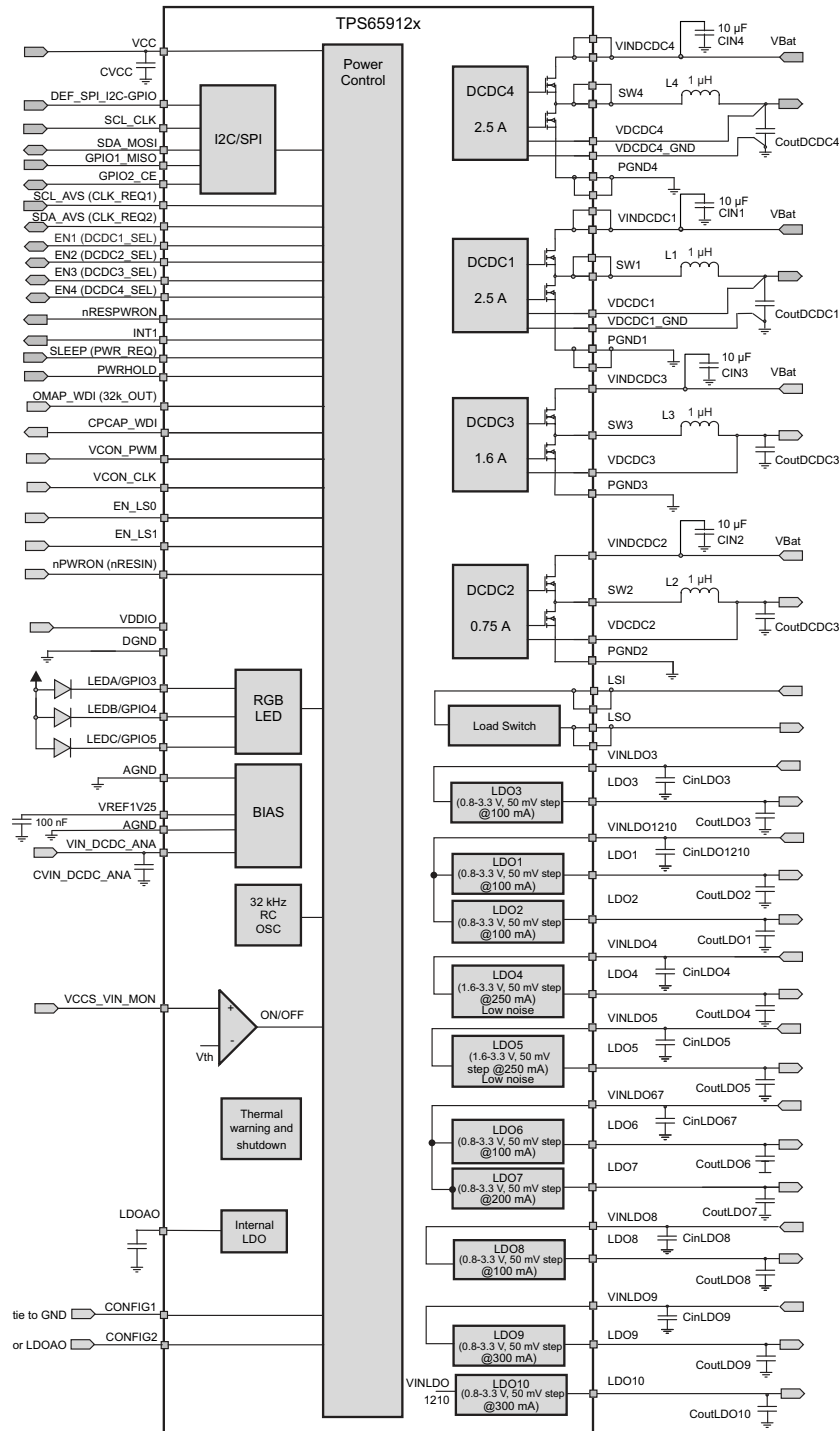 TPS65912x
VCC
CVCC
DEF_SPI_I2C-GPIO
SCL_CLK
SDA_MOSI
GPIO1_MISO
GPIO2_CE
I2C/SPI
SCL_AVS (CLK_REQ1)
SDA_AVS (CLK_REQ2)
EN1 (DCDC1_SEL)
EN2 (DCDC2_SEL)
EN3 (DCDC3_SEL)
EN4 (DCDC4_SEL)
nRESPWRON
INT1
SLEEP (PWR_REQ)
PWRHOLD
OMAP_WDI (32k_OUT)
CPCAP_WDI
VCON_PWM
VCON_CLK
EN_LS0
EN_LS1
nPWRON (nRESIN)
VDDIO
DGND
LEDA/GPIO3
LEDB/GPIO4
LEDC/GPIO5
RGB
LED
AGND
VREF1V25
100 nF
AGND
VIN_DCDC_ANA
CVIN_DCDC_ANA
BIAS
32 kHz
RC
OSC
VCCS_VIN_MON
+
-
Vth
ON/OFF
Thermal
warning and
shutdown
LDOAO
Internal
LDO
tie to GND
CONFIG1
or LDOAO
CONFIG2
Power
Control
DCDC4
2.5 A
VINDCDC4
10 µF
CIN4
VBat
SW4
L4
1 µH
VDCDC4
VDCDC4_GND
CoutDCDC4
PGND4
DCDC1
2.5 A
VINDCDC1
10 µF
CIN1
VBat
SW1
L1
1 µH
VDCDC1
VDCDC1_GND
CoutDCDC1
PGND1
DCDC3
1.6 A
VINDCDC3
10 µF
CIN3
VBat
SW3
L3
1 µH
VDCDC3
CoutDCDC3
PGND3
DCDC2
0.75 A
VINDCDC2
10 µF
CIN2
VBat
SW2
L2
1 µH
VDCDC2
CoutDCDC3
PGND2
LSI
Load Switch
LSO
VINLDO3
CinLDO3
LDO3
LDO3
(0.8-3.3 V, 50 mV step
@100 mA)
CoutLDO3
VINLDO1210
CinLDO1210
LDO1
LDO1
(0.8-3.3 V, 50 mV step
@100 mA)
CoutLDO2
LDO2
LDO2
(0.8-3.3 V, 50 mV step
@100 mA)
CoutLDO1
VINLDO4
CinLDO4
LDO4
LDO4
(1.6-3.3 V, 50 mV step
@250 mA)
Low noise
CoutLDO4
VINLDO5
CinLDO5
LDO5
LDO5
(1.6-3.3 V, 50 mV
step @250 mA)
Low noise
CoutLDO5
VINLDO67
CinLDO67
LDO6
LDO6
(0.8-3.3 V, 50 mV step
@100 mA)
CoutLDO6
LDO7
LDO7
(0.8-3.3 V, 50 mV step
@200 mA)
CoutLDO7
VINLDO8
CinLDO8
LDO8
LDO8
(0.8-3.3 V, 50 mV step
@100 mA)
CoutLDO8
VINLDO9
CinLDO9
LDO9
LDO9
(0.8-3.3 V, 50 mV step
@300 mA)
CoutLDO9
VINLDO
1210
LDO10
(0.8-3.3 V, 50 mV step
@300 mA)
LDO10
CoutLDO10